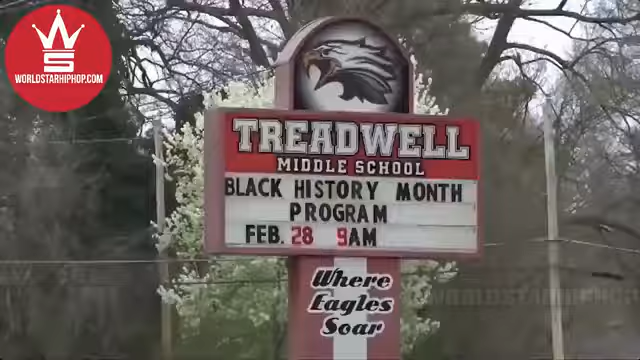 WORLDSTARHIPHOP.COM
TREADWELL
MIDDLE SCHOOL
BLACK HISTORY MONTH
PROGRAM
FEB. 28 9AM
Where
Eagles
Soar
WORLDSTARHIPHOP